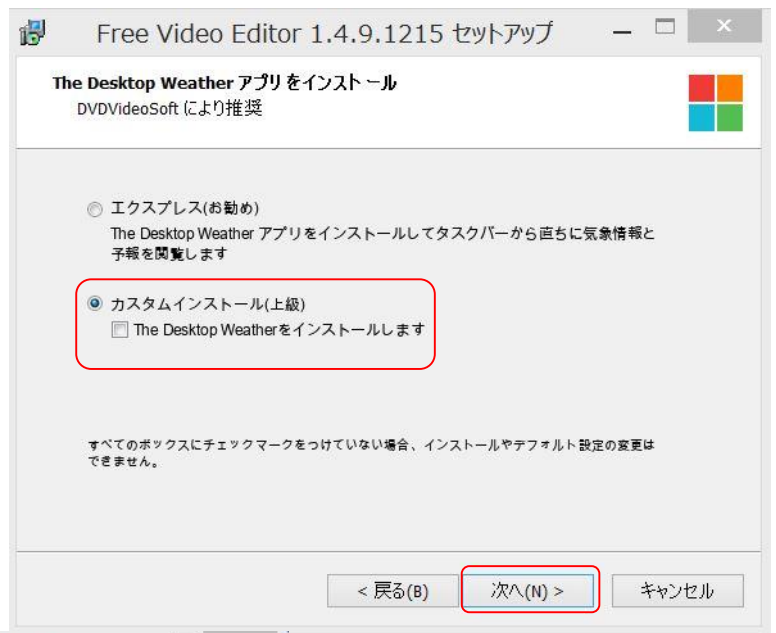 Free Video Editor 1.4.9.1215 セットアップ
The Desktop Weather アプリ をインスト ール
DVDVideoSoft により推奨
エクスプレス(お勧め)
The Desktop Weather アプリをインストールしてタスクバーから直ちに気象情報と
予報を閲覧します
カスタムインストール(上級)
The Desktop Weatherをインストールします
すべてのボックスにチェックマークをつけていない場合、インストールやデフォルト設定の変更は
できません。
< 戻る(B)
次へ(N) >
キャンセル